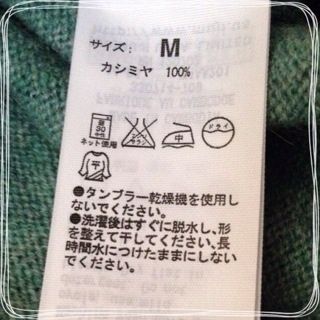 サイズ: M
カシミヤ 100%
弱
30
中
ドライ
ネット使用
平
●タンブラー乾燥機を使用し
ないでください。
●洗濯後はすぐに脱水し、形
を整えて干してください。長
時間水につけたままにしない
でください。